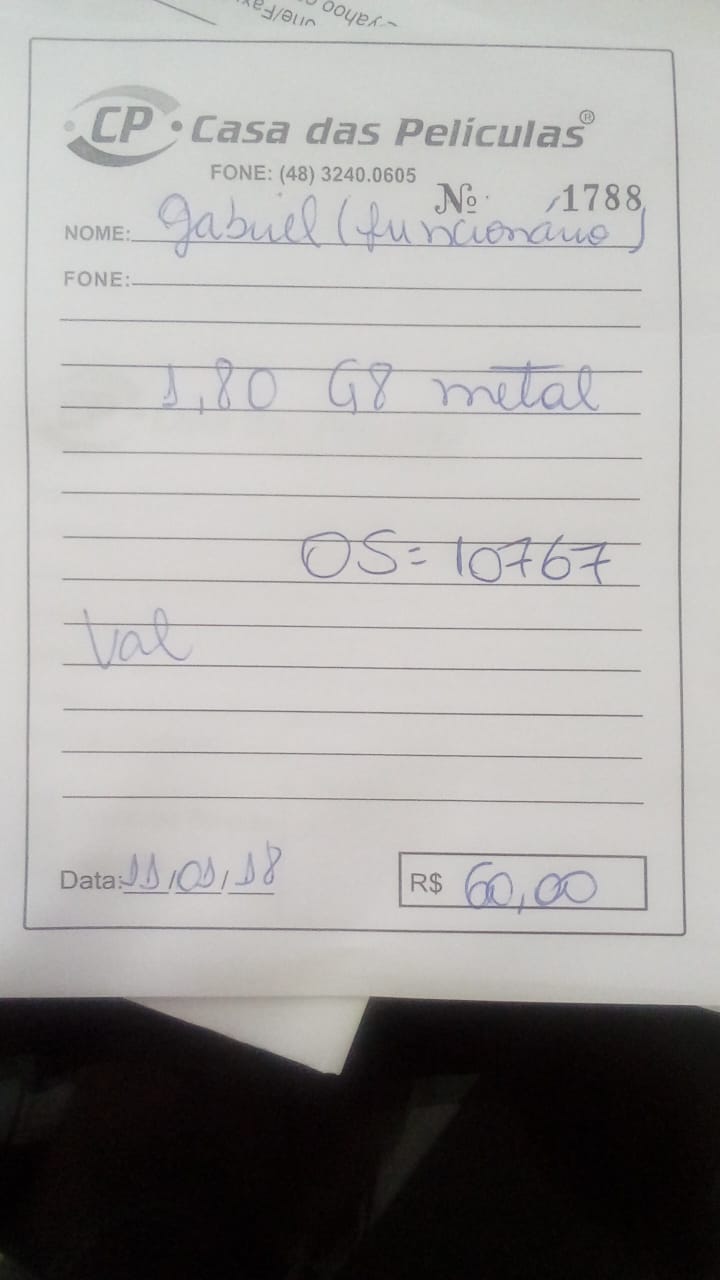 CP • Casa das Películas®
FONE: (48) 3240.0605
Nº 1788
NOME: Gabriel (funcionário)
FONE:
1,80 G8 metal
OS= 10767
Val
Data: 11/01/18
R$ 60,00